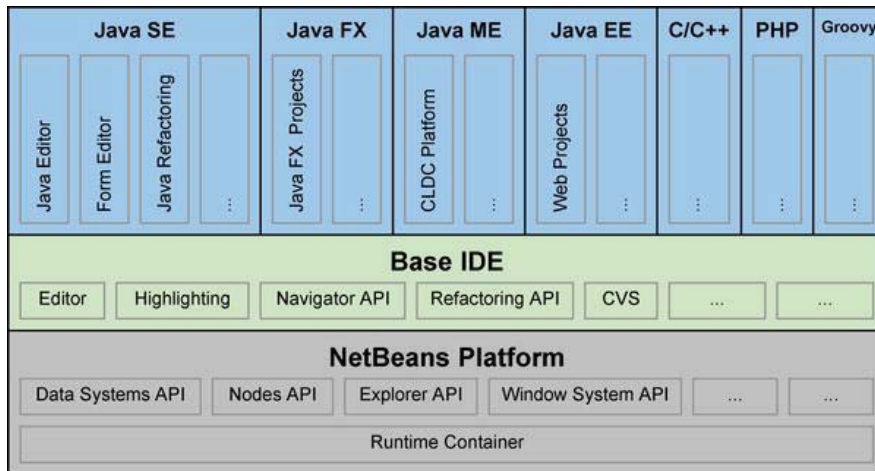 Java SE
Java FX
Java ME
Java EE
C/C++
PHP
Groovy
Java Editor
Form Editor
Java Refactoring
...
Java FX Projects
...
CLDC Platform
...
Web Projects
...
...
...
...
Base IDE
Editor
Highlighting
Navigator API
Refactoring API
CVS
...
...
NetBeans Platform
Data Systems API
Nodes API
Explorer API
Window System API
...
...
Runtime Container